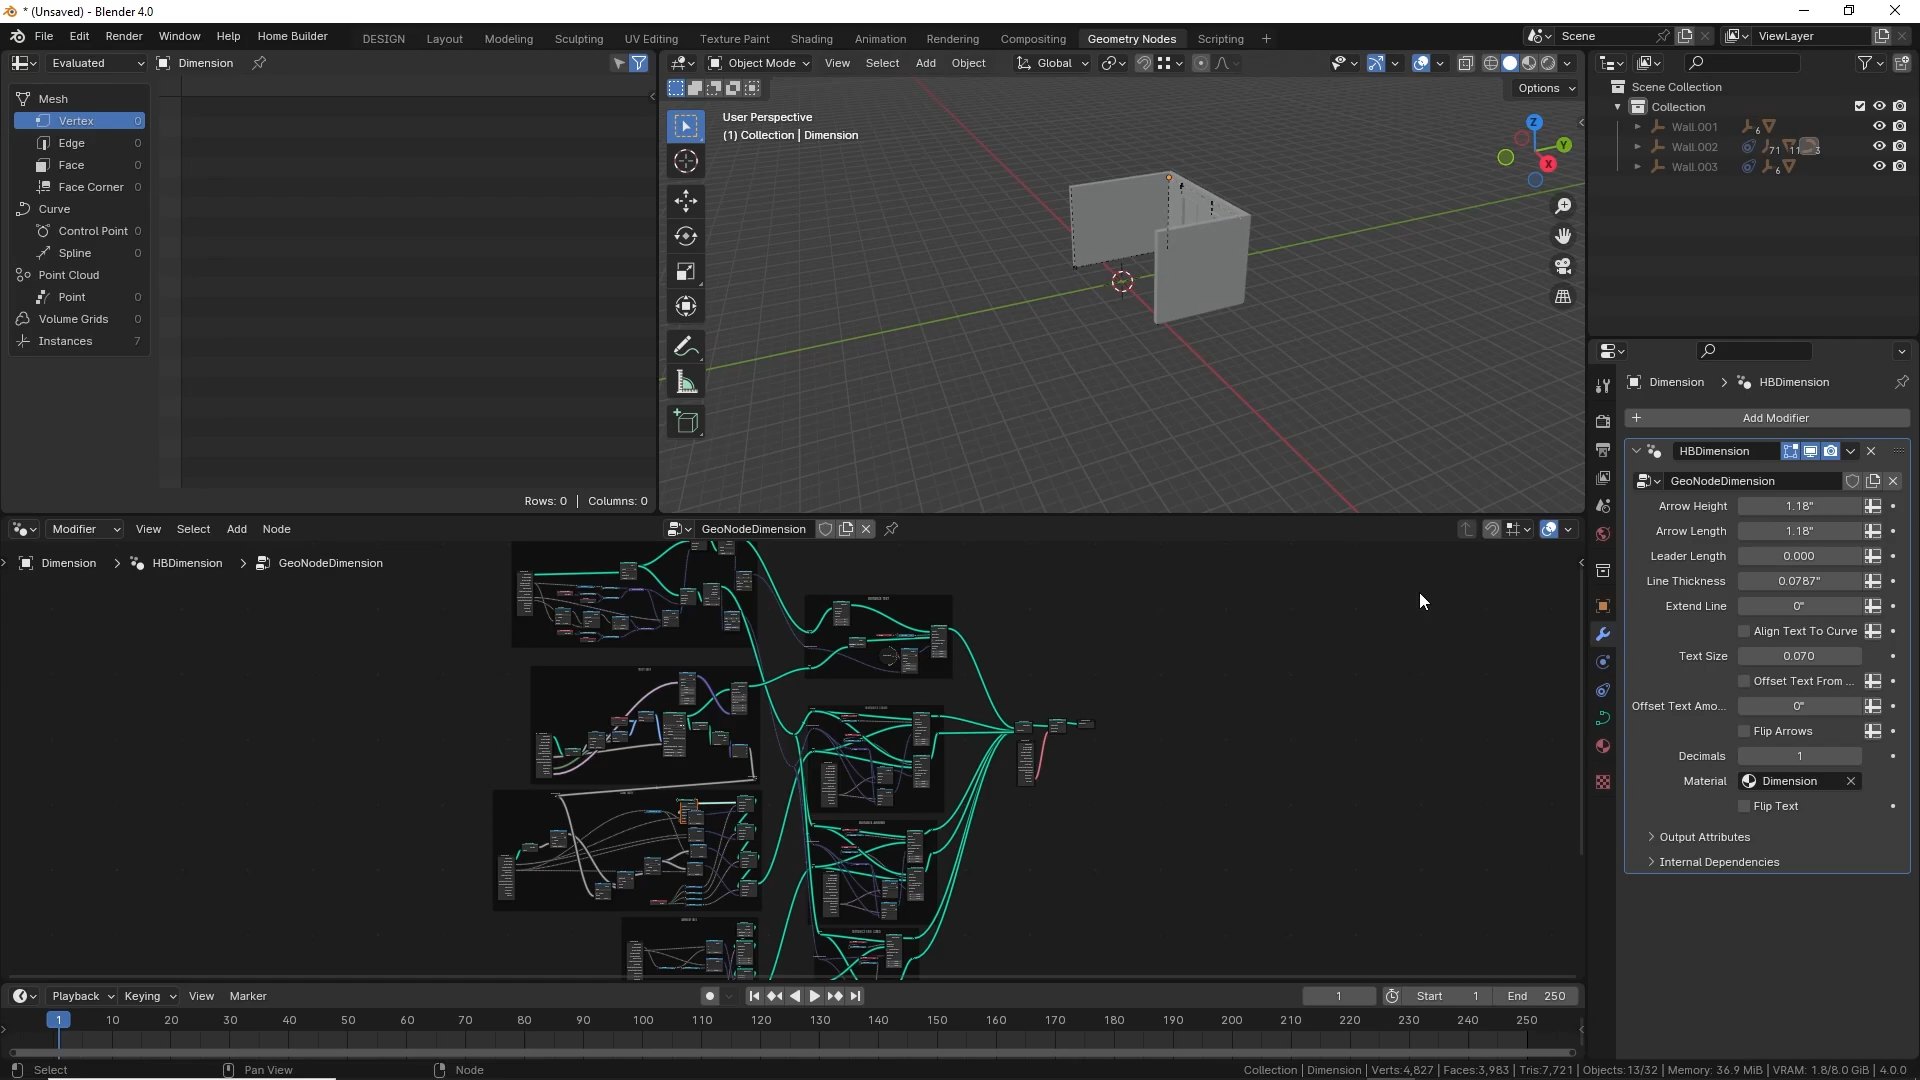 * (Unsaved) - Blender 4.0
File Edit Render Window Help Home Builder
DESIGN Layout Modeling Sculpting UV Editing Texture Paint Shading Animation Rendering Compositing Geometry Nodes Scripting +
Scene
ViewLayer
Evaluated
Dimension
Mesh
Vertex 0
Edge 0
Face 0
Face Corner 0
Curve
Control Point 0
Spline 0
Point Cloud
Point 0
Volume Grids 0
Instances 7
Rows: 0 | Columns: 0
Object Mode View Select Add Object
Global
Options
User Perspective
(1) Collection | Dimension
Z
Y
X
Scene Collection
Collection
Wall.001 6
Wall.002 71 11 3
Wall.003 6
Dimension > HBDimension
Add Modifier
HBDimension
GeoNodeDimension
Arrow Height 1.18"
Arrow Length 1.18"
Leader Length 0.000
Line Thickness 0.0787"
Extend Line 0"
Align Text To Curve
Text Size 0.070
Offset Text From ...
Offset Text Amo... 0"
Flip Arrows
Decimals 1
Material Dimension
Flip Text
Output Attributes
Internal Dependencies
Modifier View Select Add Node
GeoNodeDimension
Dimension > HBDimension > GeoNodeDimension
Playback Keying View Marker
1
Start 1
End 250
1 10 20 30 40 50 60 70 80 90 100 110 120 130 140 150 160 170 180 190 200 210 220 230 240 250
Select
Pan View
Node
Collection | Dimension | Verts:4,827 | Faces:3,983 | Tris:7,721 | Objects:13/32 | Memory: 36.9 MiB | VRAM: 1.8/8.0 GiB | 4.0.0